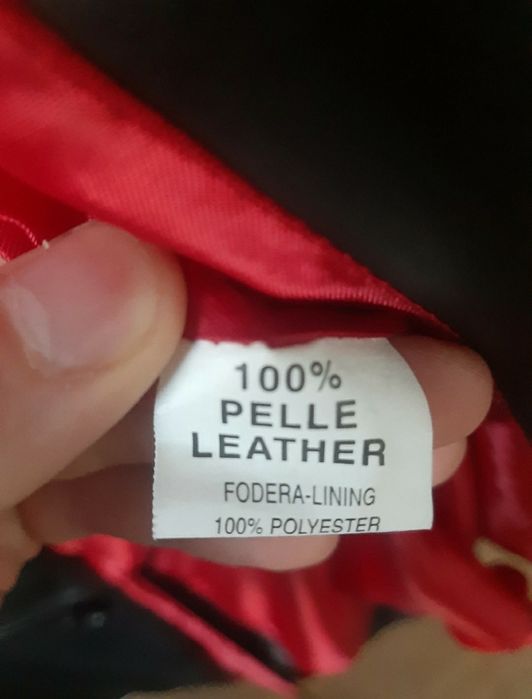 100%
PELLE
LEATHER
FODERA-LINING
100% POLYESTER